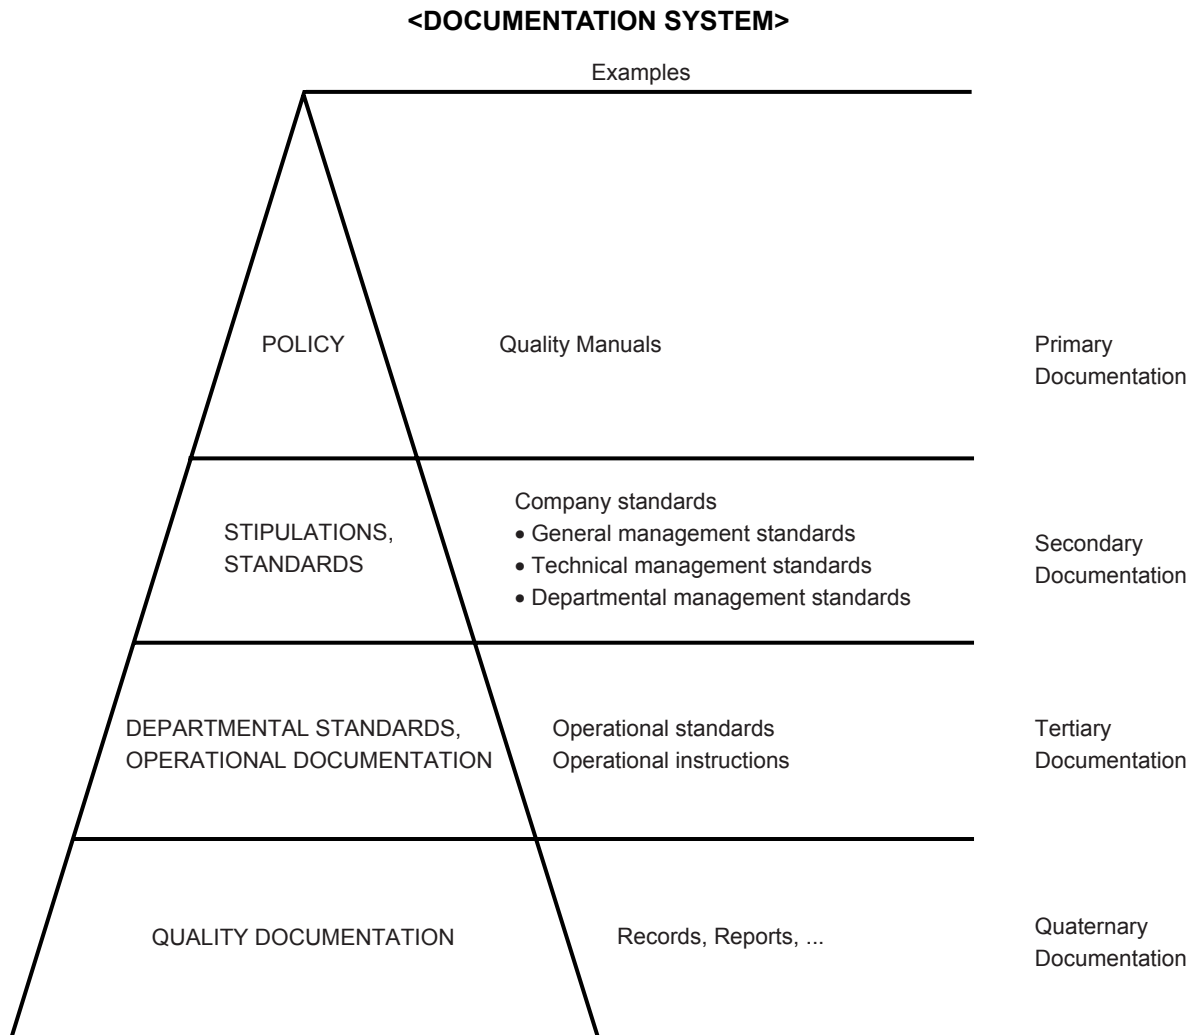 <DOCUMENTATION SYSTEM>
Examples
POLICY
Quality Manuals
Primary
Documentation
STIPULATIONS,
STANDARDS
Company standards
• General management standards
• Technical management standards
• Departmental management standards
Secondary
Documentation
DEPARTMENTAL STANDARDS,
OPERATIONAL DOCUMENTATION
Operational standards
Operational instructions
Tertiary
Documentation
QUALITY DOCUMENTATION
Records, Reports, ...
Quaternary
Documentation